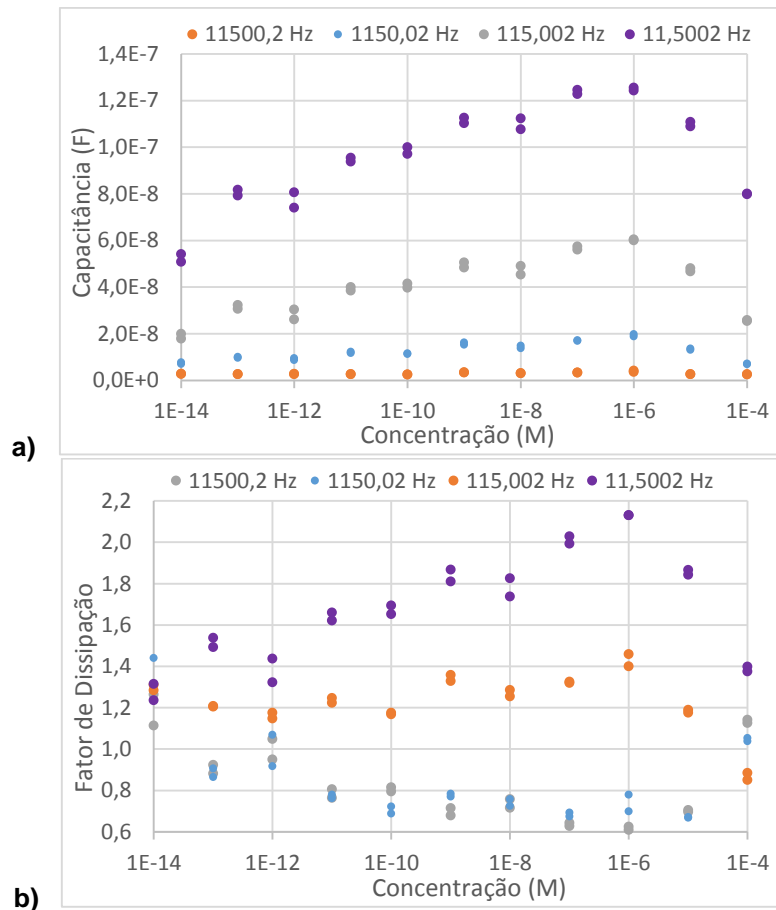 11500,2 Hz 1150,02 Hz 115,002 Hz 11,5002 Hz
1,4E-7
1,2E-7
1,0E-7
8,0E-8
6,0E-8
4,0E-8
2,0E-8
0,0E+0
Capacitância (F)
1E-14 1E-12 1E-10 1E-8 1E-6 1E-4
Concentração (M)
a)
11500,2 Hz 1150,02 Hz 115,002 Hz 11,5002 Hz
2,2
2,0
1,8
1,6
1,4
1,2
1,0
0,8
0,6
Fator de Dissipação
1E-14 1E-12 1E-10 1E-8 1E-6 1E-4
Concentração (M)
b)